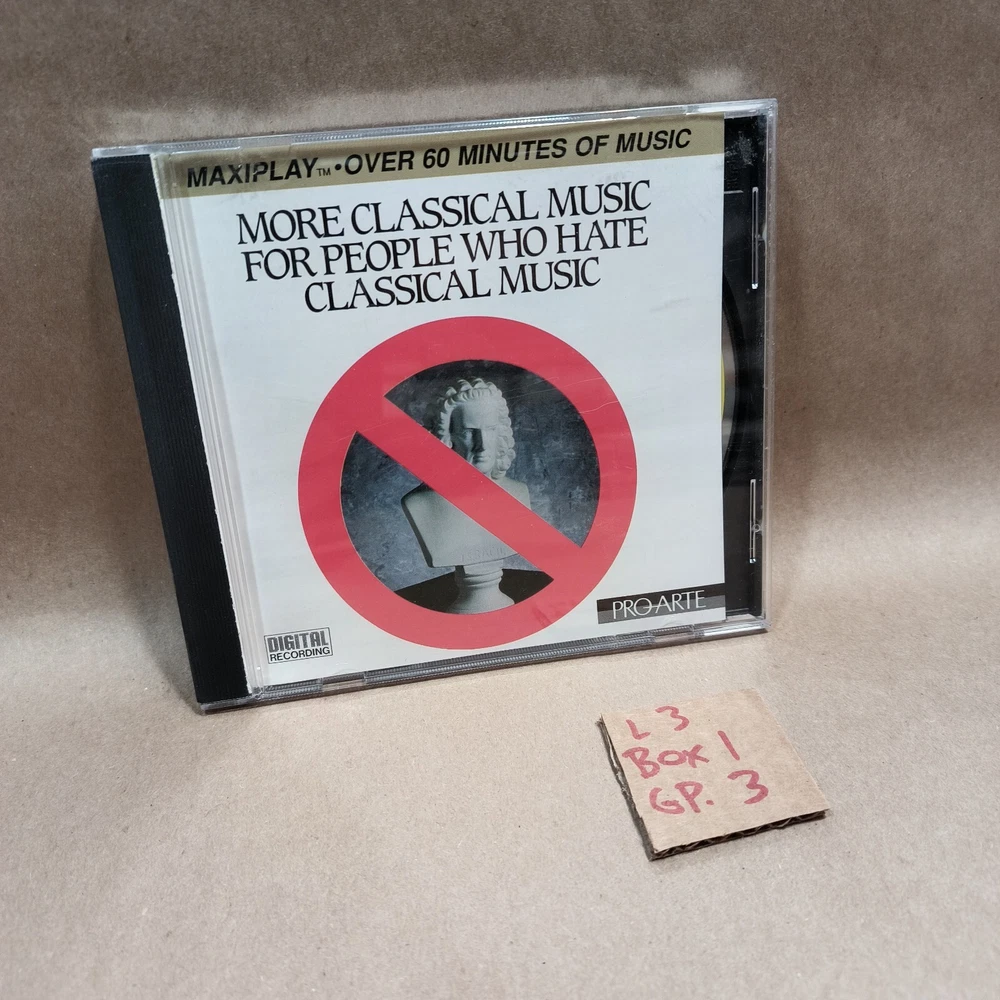 MAXIPLAY™ • OVER 60 MINUTES OF MUSIC
MORE CLASSICAL MUSIC
FOR PEOPLE WHO HATE
CLASSICAL MUSIC
PRO ARTE
DIGITAL
RECORDING
L 3
BOX 1
GP. 3